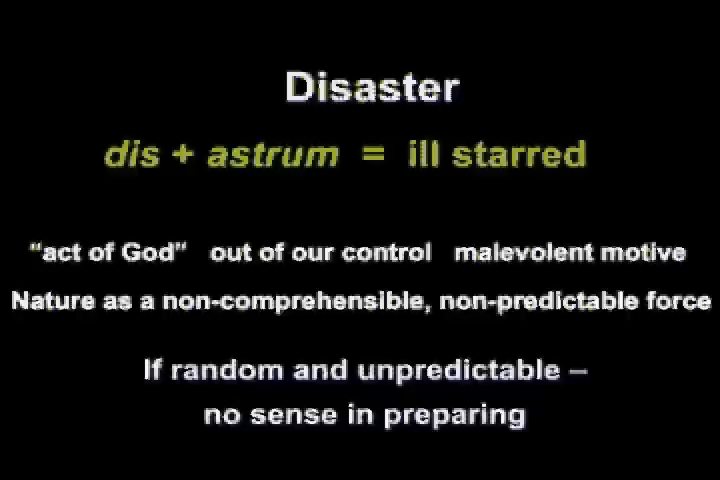 Disaster
dis + astrum = ill starred
"act of God" out of our control malevolent motive
Nature as a non-comprehensible, non-predictable force
If random and unpredictable –
no sense in preparing